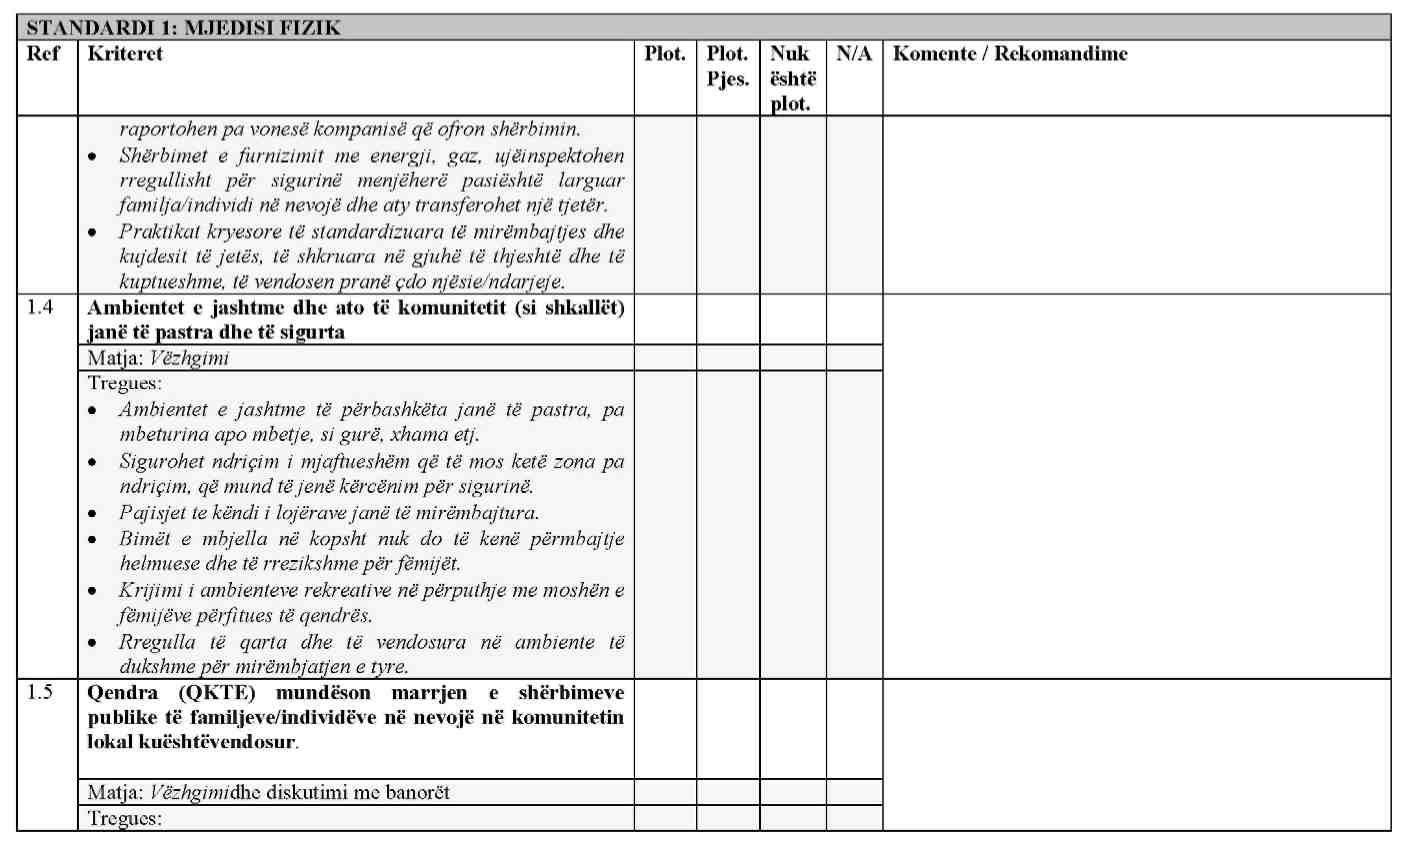 STANDARDI 1: MJEDISI FIZIK
Ref Kriteret Plot. Plot. Nuk N/A Komente / Rekomandime
Pjes. është
plot.
raportohen pa vonesë kompanisë që ofron shërbimin.
• Shërbimet e furnizimit me energji, gaz, ujëinspektohen
rregullisht për sigurinë menjëherë pasiështë larguar
familja/individi në nevojë dhe aty transferohet një tjetër.
• Praktikat kryesore të standardizuara të mirëmbajtjes dhe
kujdesit të jetës, të shkruara në gjuhë të thjeshtë dhe të
kuptueshme, të vendosen pranë çdo njësie/ndarjeje.
1.4 Ambientet e jashtme dhe ato të komunitetit (si shkallët)
janë të pastra dhe të sigurta
Matja: Vëzhgimi
Tregues:
• Ambientet e jashtme të përbashkëta janë të pastra, pa
mbeturina apo mbetje, si gurë, xhama etj.
• Sigurohet ndriçim i mjaftueshëm që të mos ketë zona pa
ndriçim, që mund të jenë kërcënim për sigurinë.
• Pajisjet te këndi i lojërave janë të mirëmbajtura.
• Bimët e mbjella në kopsht nuk do të kenë përmbajtje
helmuese dhe të rrezikshme për fëmijët.
• Krijimi i ambienteve rekreative në përputhje me moshën e
fëmijëve përfitues të qendrës.
• Rregulla të qarta dhe të vendosura në ambiente të
dukshme për mirëmbjatjen e tyre.
1.5 Qendra (QKTE) mundëson marrjen e shërbimeve
publike të familjeve/individëve në nevojë në komunitetin
lokal kuështëvendosur.
Matja: Vëzhgimidhe diskutimi me banorët
Tregues: